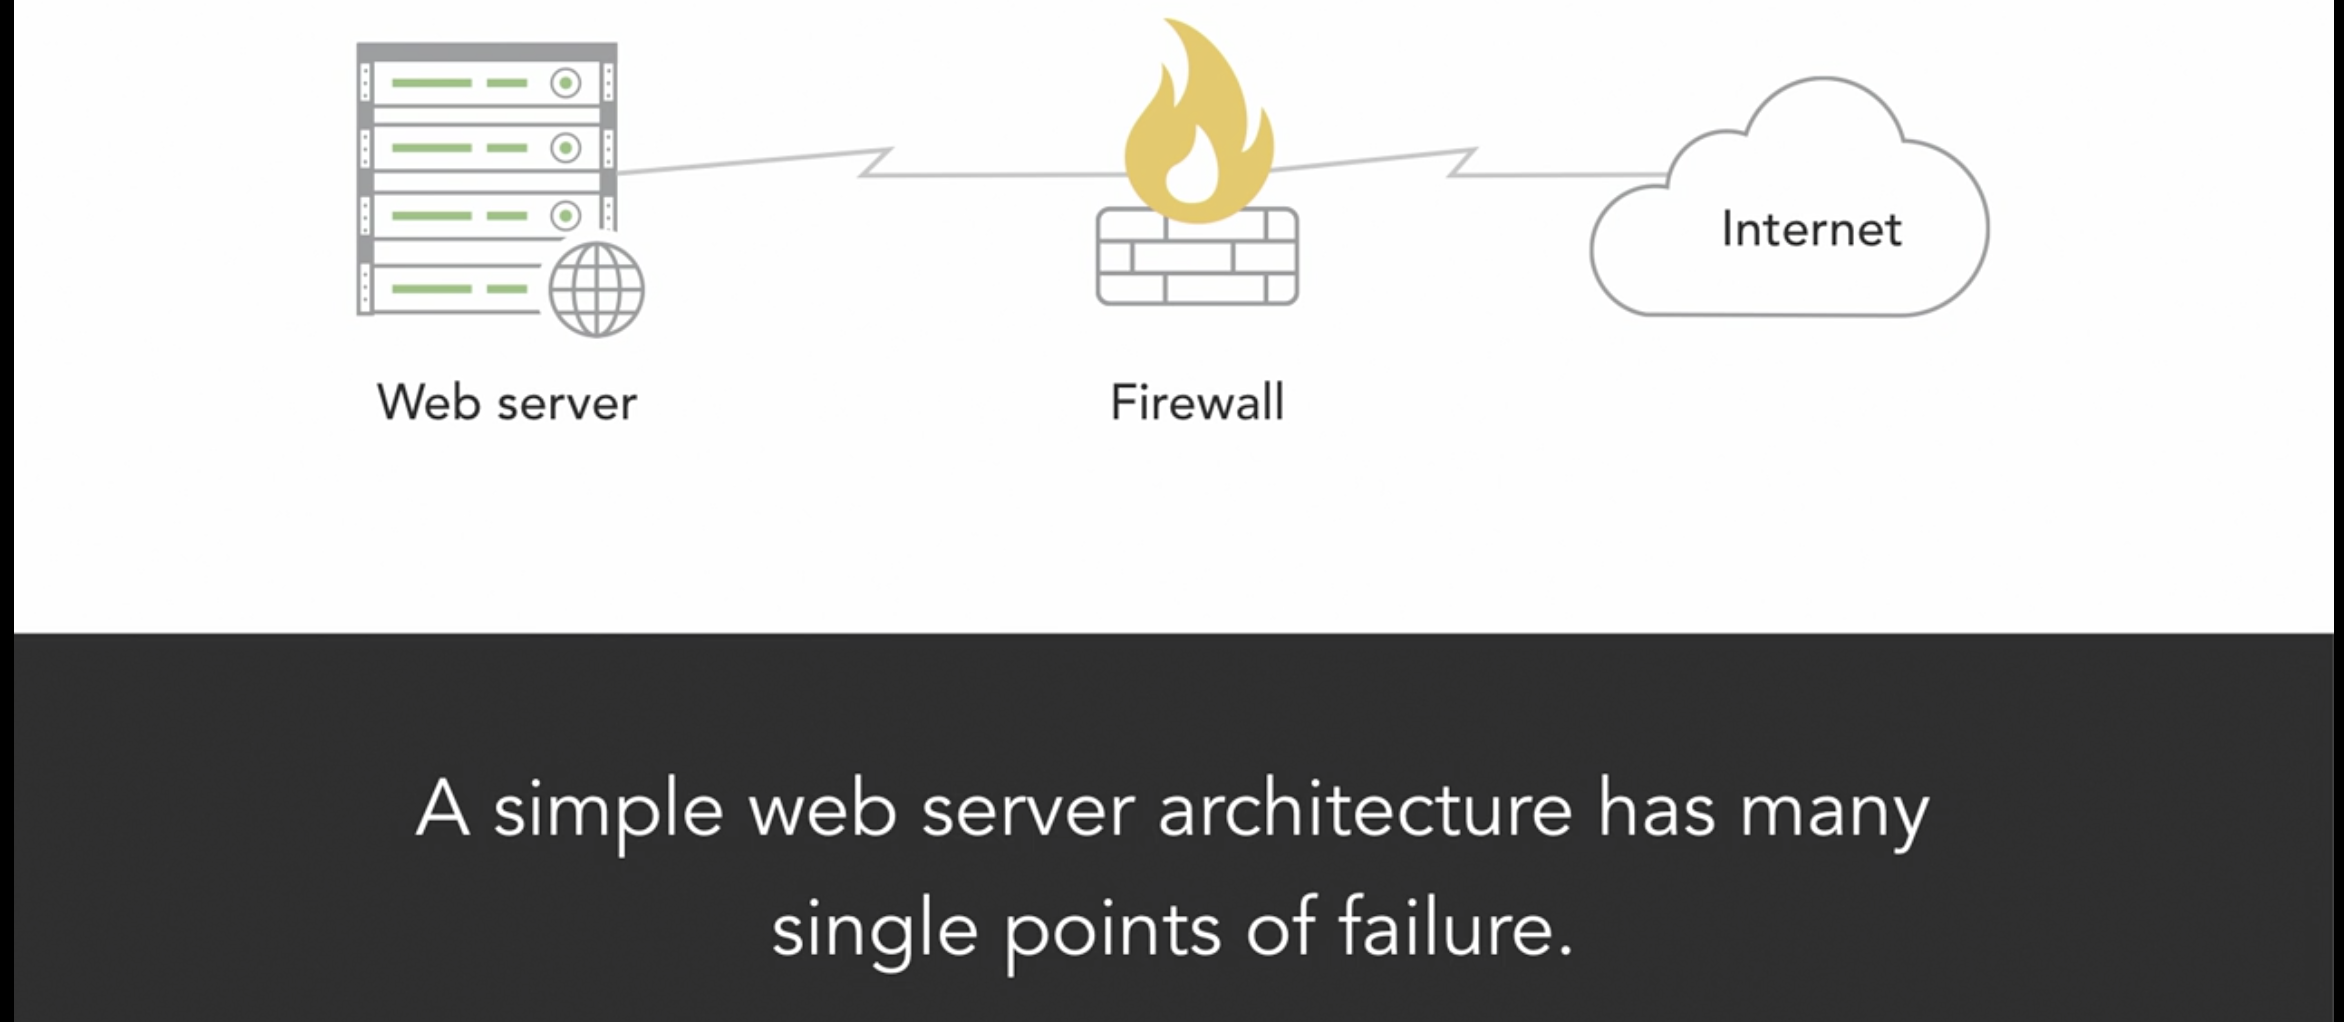 Internet
Web server
Firewall
A simple web server architecture has many
single points of failure.